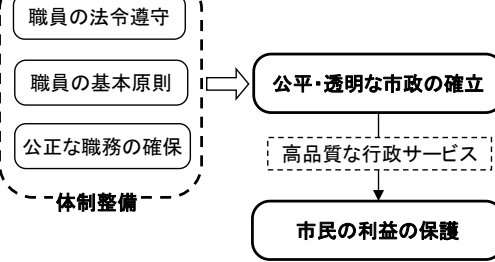 職員の法令遵守
職員の基本原則
公正な職務の確保
体制整備
公平・透明な市政の確立
高品質な行政サービス
市民の利益の保護